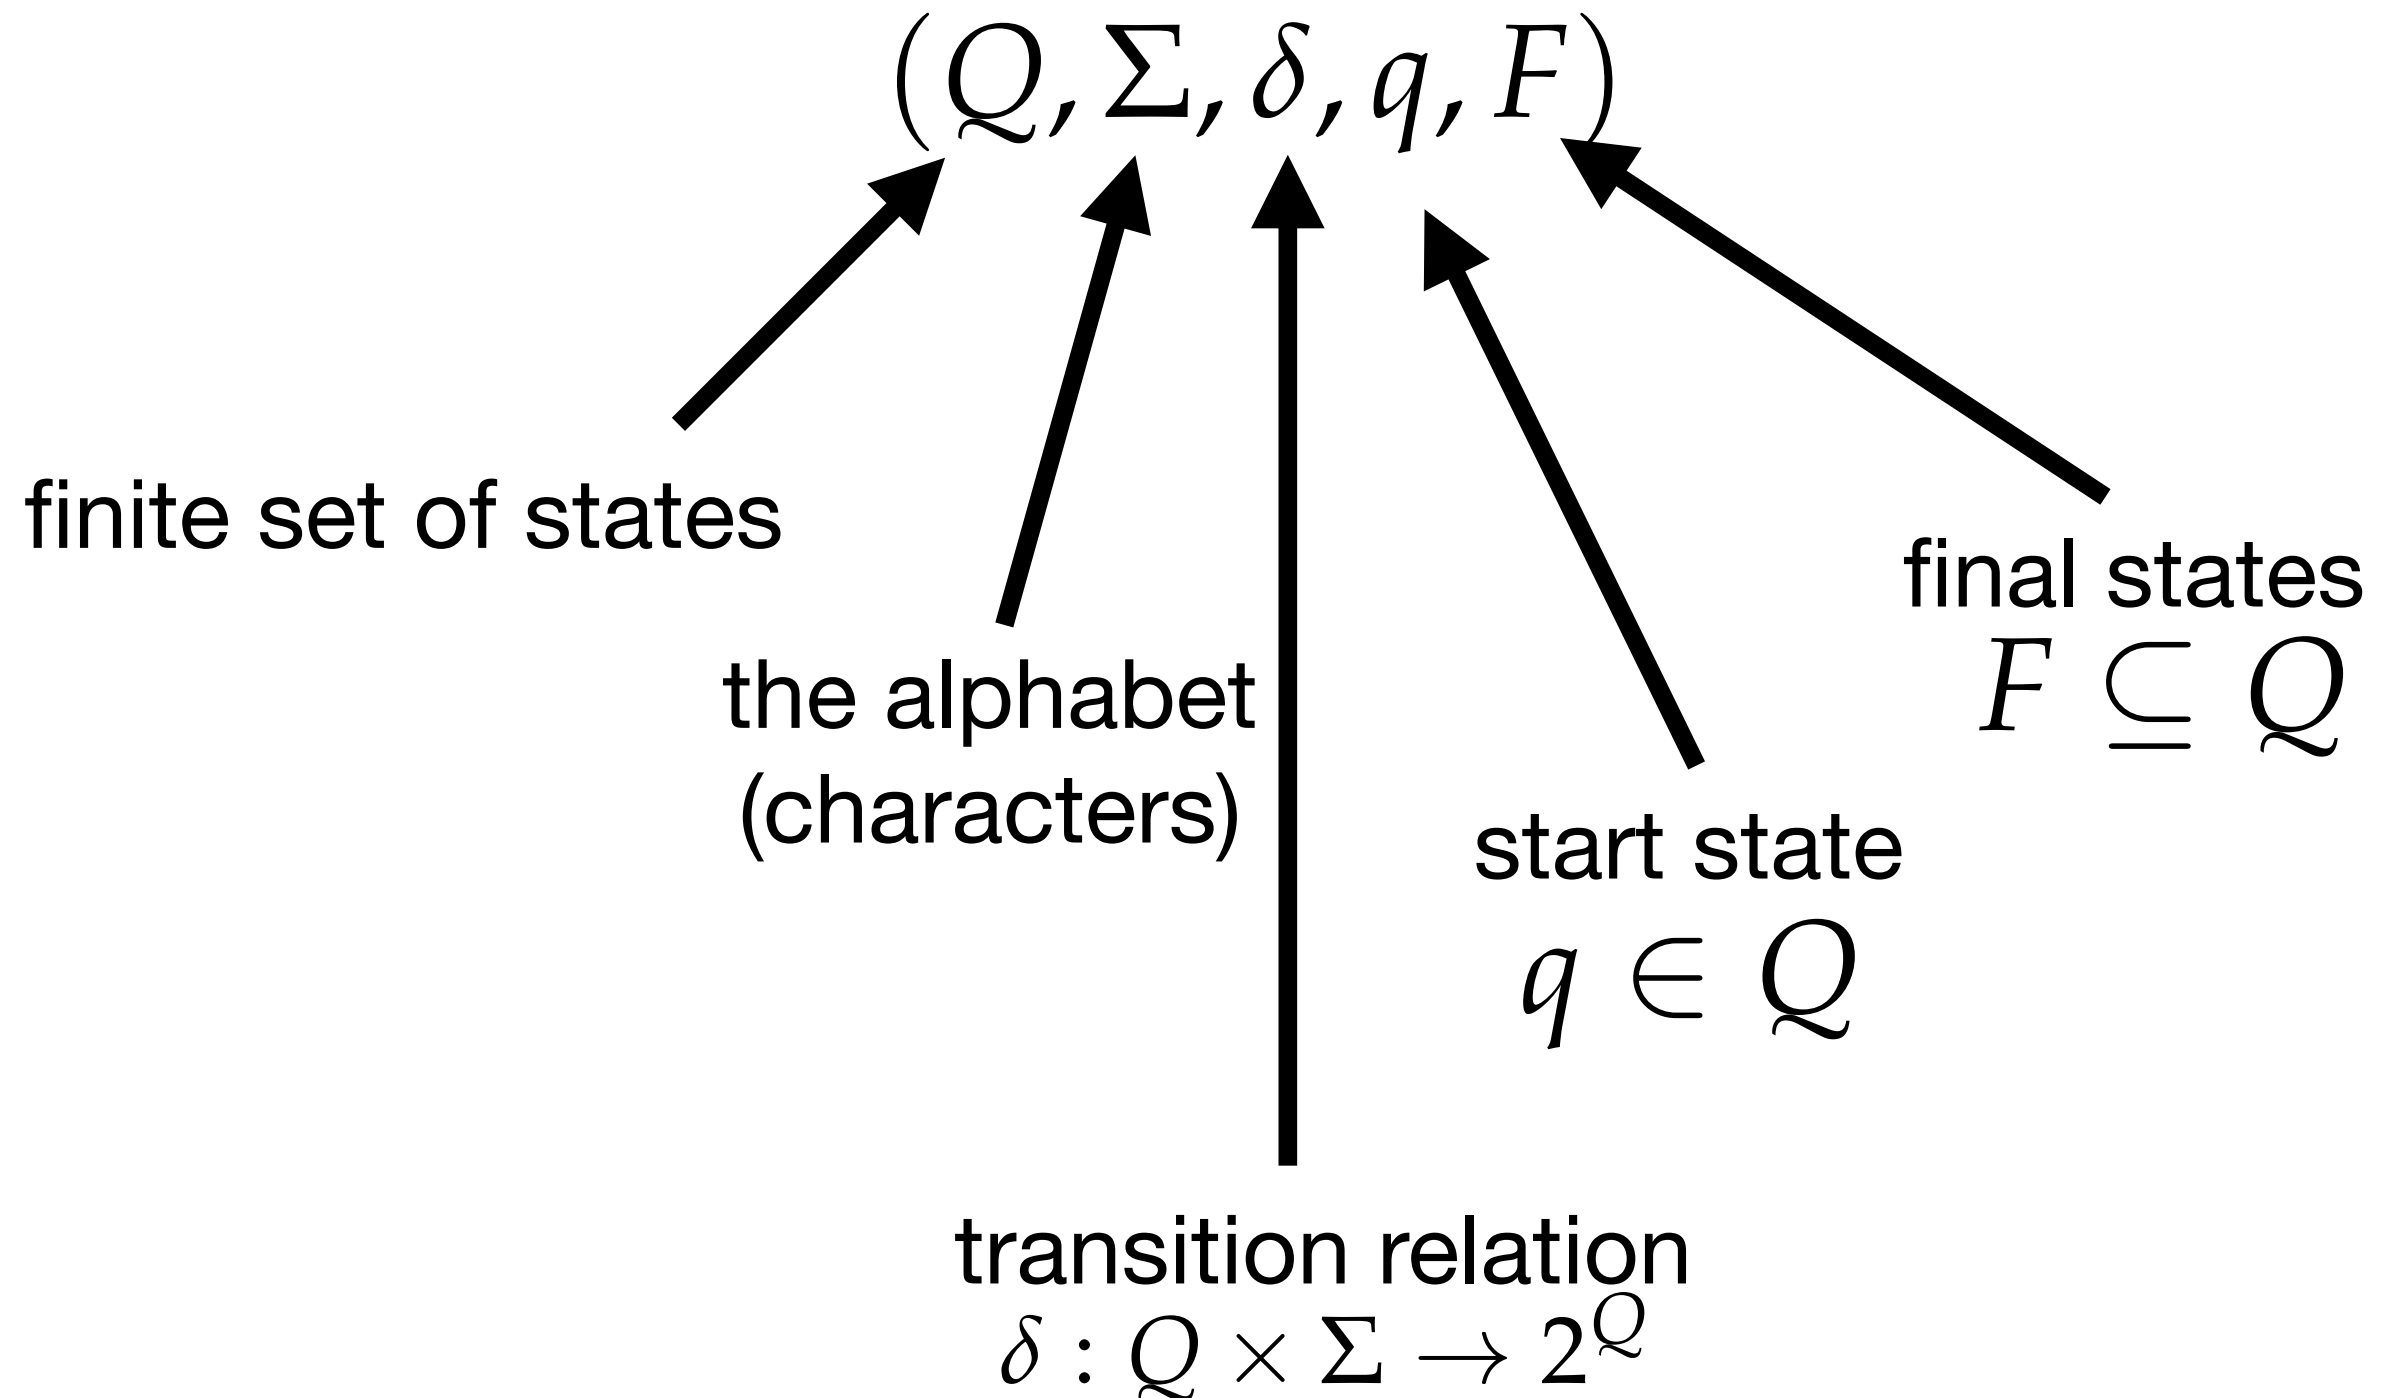 (Q, Σ, δ, q, F)
finite set of states
the alphabet
(characters)
transition relation
δ : Q × Σ → 2^Q
start state
q ∈ Q
final states
F ⊆ Q